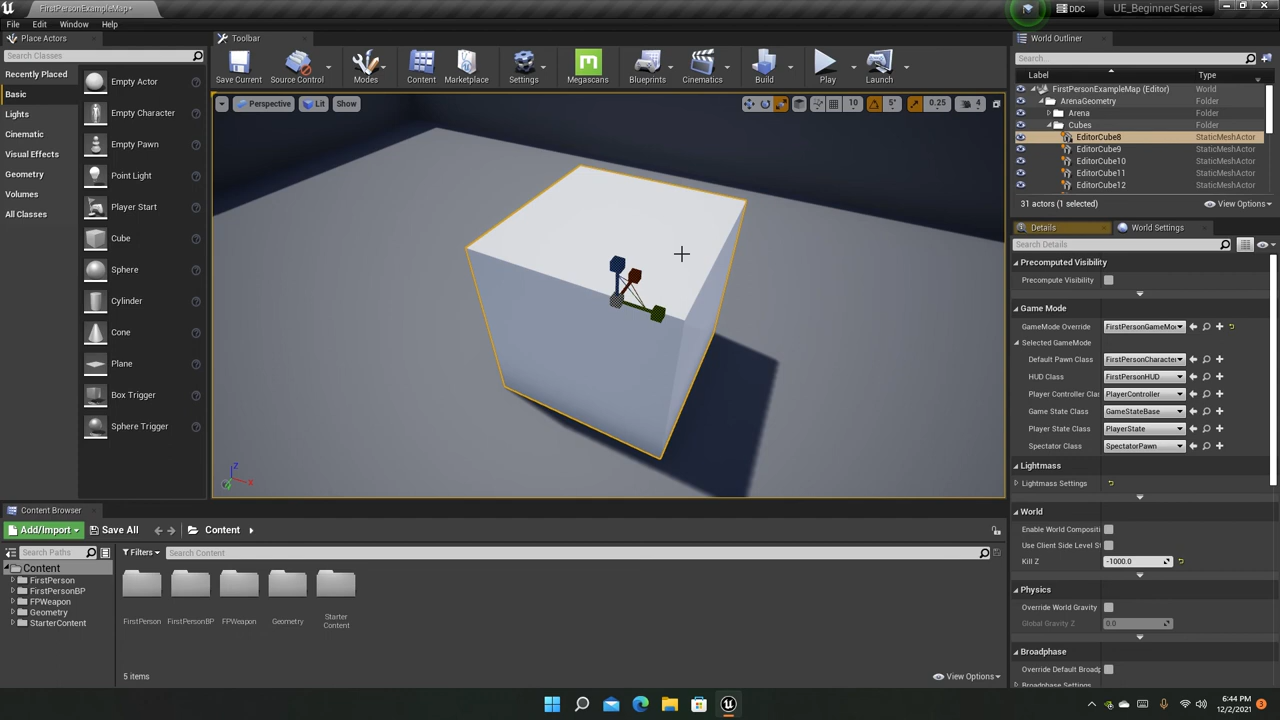 FirstPersonExampleMap*
DDC
UE_BeginnerSeries
File Edit Window Help
Place Actors
Search Classes
Recently Placed
Basic
Lights
Cinematic
Visual Effects
Geometry
Volumes
All Classes
Empty Actor
Empty Character
Empty Pawn
Point Light
Player Start
Cube
Sphere
Cylinder
Cone
Plane
Box Trigger
Sphere Trigger
Toolbar
Save Current
Source Control
Modes
Content
Marketplace
Settings
Megascans
Blueprints
Cinematics
Build
Play
Launch
Perspective Lit Show
10 5° 0.25 4
World Outliner
Search...
Label Type
FirstPersonExampleMap (Editor) World
ArenaGeometry Folder
Arena Folder
Cubes Folder
EditorCube8 StaticMeshActor
EditorCube9 StaticMeshActor
EditorCube10 StaticMeshActor
EditorCube11 StaticMeshActor
EditorCube12 StaticMeshActor
31 actors (1 selected) View Options
Details World Settings
Search Details
Precomputed Visibility
Precompute Visibility
Game Mode
GameMode Override FirstPersonGameMo
Selected GameMode
Default Pawn Class FirstPersonCharacter
HUD Class FirstPersonHUD
Player Controller Clas PlayerController
Game State Class GameStateBase
Player State Class PlayerState
Spectator Class SpectatorPawn
Lightmass
Lightmass Settings
World
Enable World Compositi
Use Client Side Level St
Kill Z -1000.0
Physics
Override World Gravity
Global Gravity Z 0.0
Broadphase
Override Default Broadp
Broadphase Settings
Z
X
Content Browser
Add/Import Save All Content
Search Paths Filters Search Content
Content
FirstPerson
FirstPersonBP
FPWeapon
Geometry
StarterContent
FirstPerson FirstPersonBP FPWeapon Geometry Starter Content
5 items View Options
6:44 PM
12/2/2021